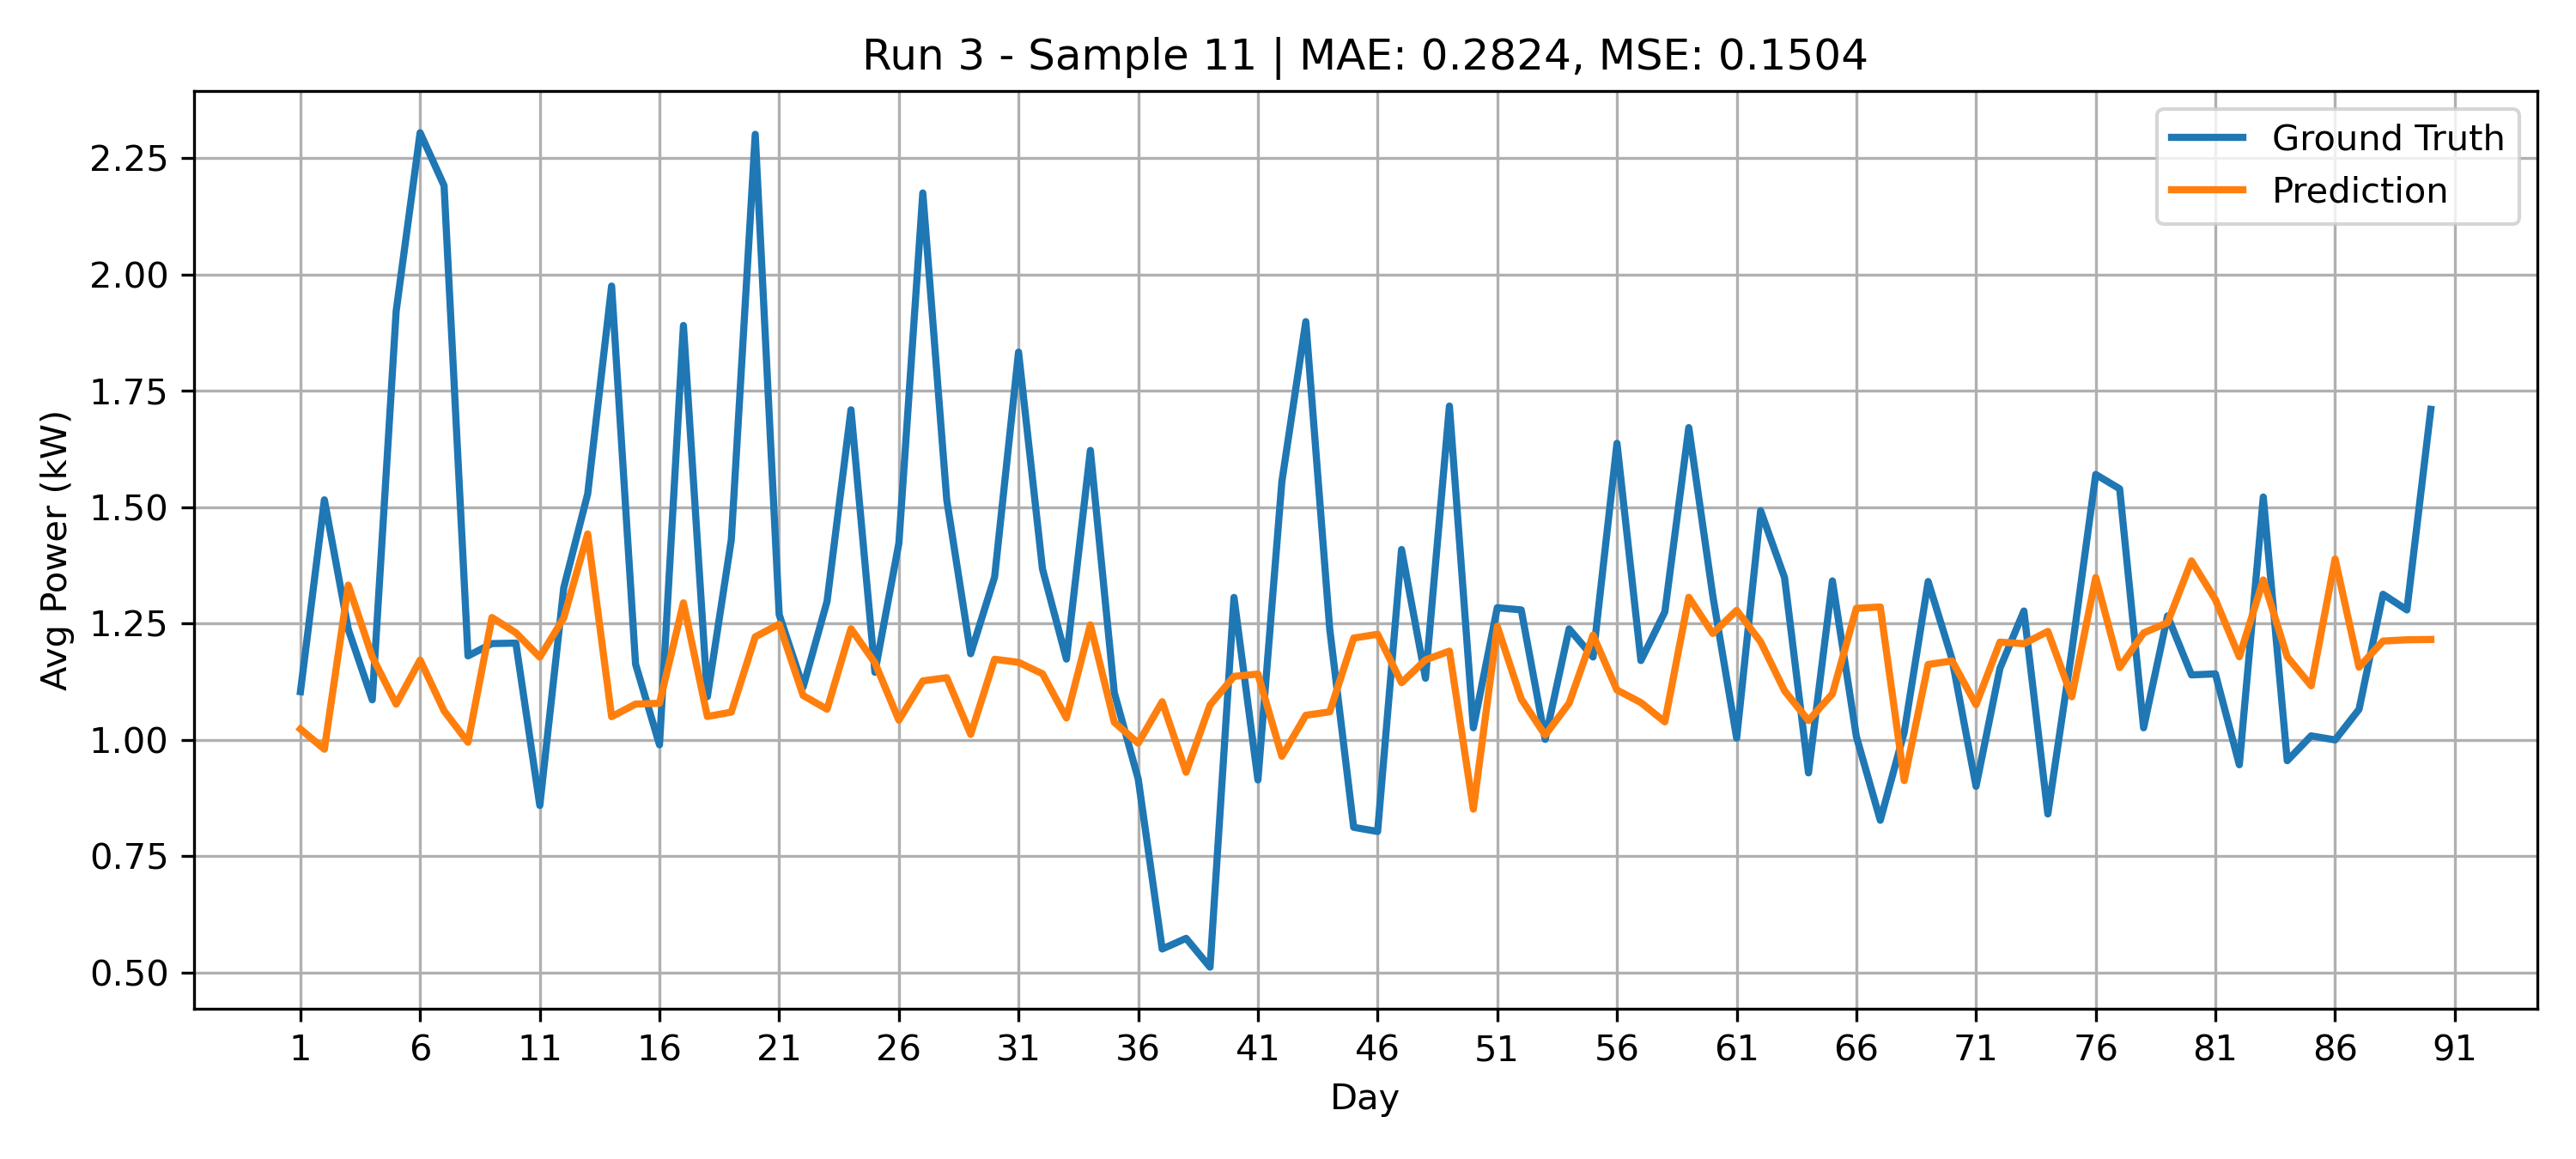 Run 3 - Sample 11 | MAE: 0.2824, MSE: 0.1504
Ground Truth
Prediction
Avg Power (kW)
2.25
2.00
1.75
1.50
1.25
1.00
0.75
0.50
1 6 11 16 21 26 31 36 41 46 51 56 61 66 71 76 81 86 91
Day